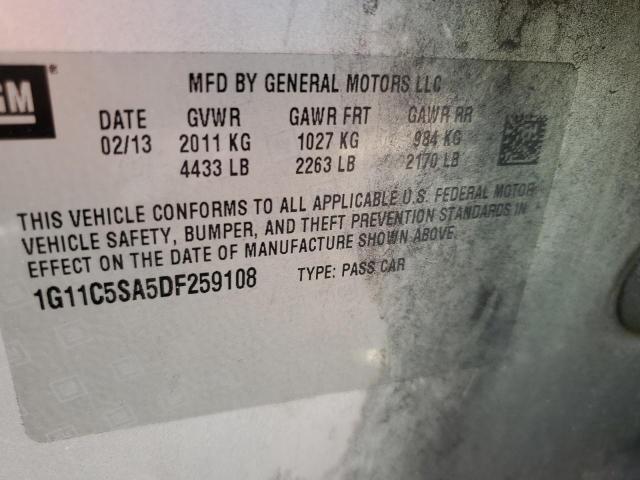 GM
®
MFD BY GENERAL MOTORS LLC
DATE GVWR GAWR FRT GAWR RR
02/13 2011 KG 1027 KG 984 KG
4433 LB 2263 LB 2170 LB
THIS VEHICLE CONFORMS TO ALL APPLICABLE U.S. FEDERAL MOTOR
VEHICLE SAFETY, BUMPER, AND THEFT PREVENTION STANDARDS IN
EFFECT ON THE DATE OF MANUFACTURE SHOWN ABOVE.
1G11C5SA5DF259108 TYPE: PASS CAR